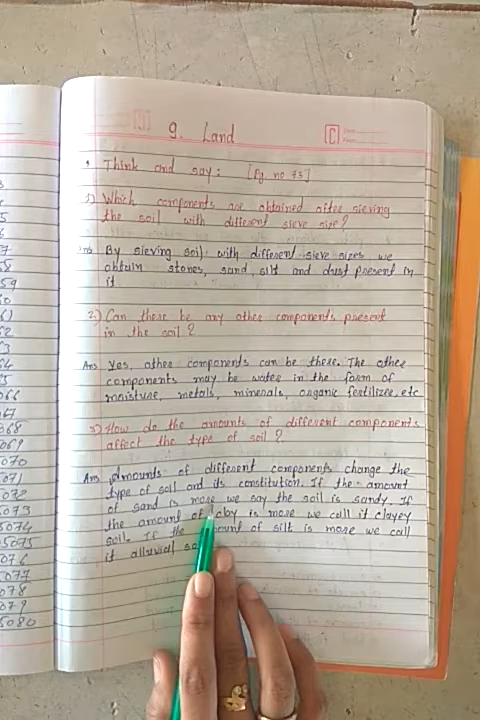 9. Land
C
Think and say: [Pg. no 73]
1) Which components are obtained after sieving
the soil with different sieve size?
Ans By sieving soil with different sieve sizes we
obtain stones, sand, silt and dust present in
it
2.) Can there be any other components present
in the soil?
Ans Yes, other components can be there. The other
components may be water in the form of
moisture, metals, minerals, organic fertilizer, etc
3) How do the amounts of different components
affect the type of soil?
Ans Amounts of different components change the
type of soil and its constitution. If the amount
of sand is more we say the soil is sandy. If
the amount of clay is more we call it clayey
soil. If the amount of silt is more we call
it alluvial
59
5080